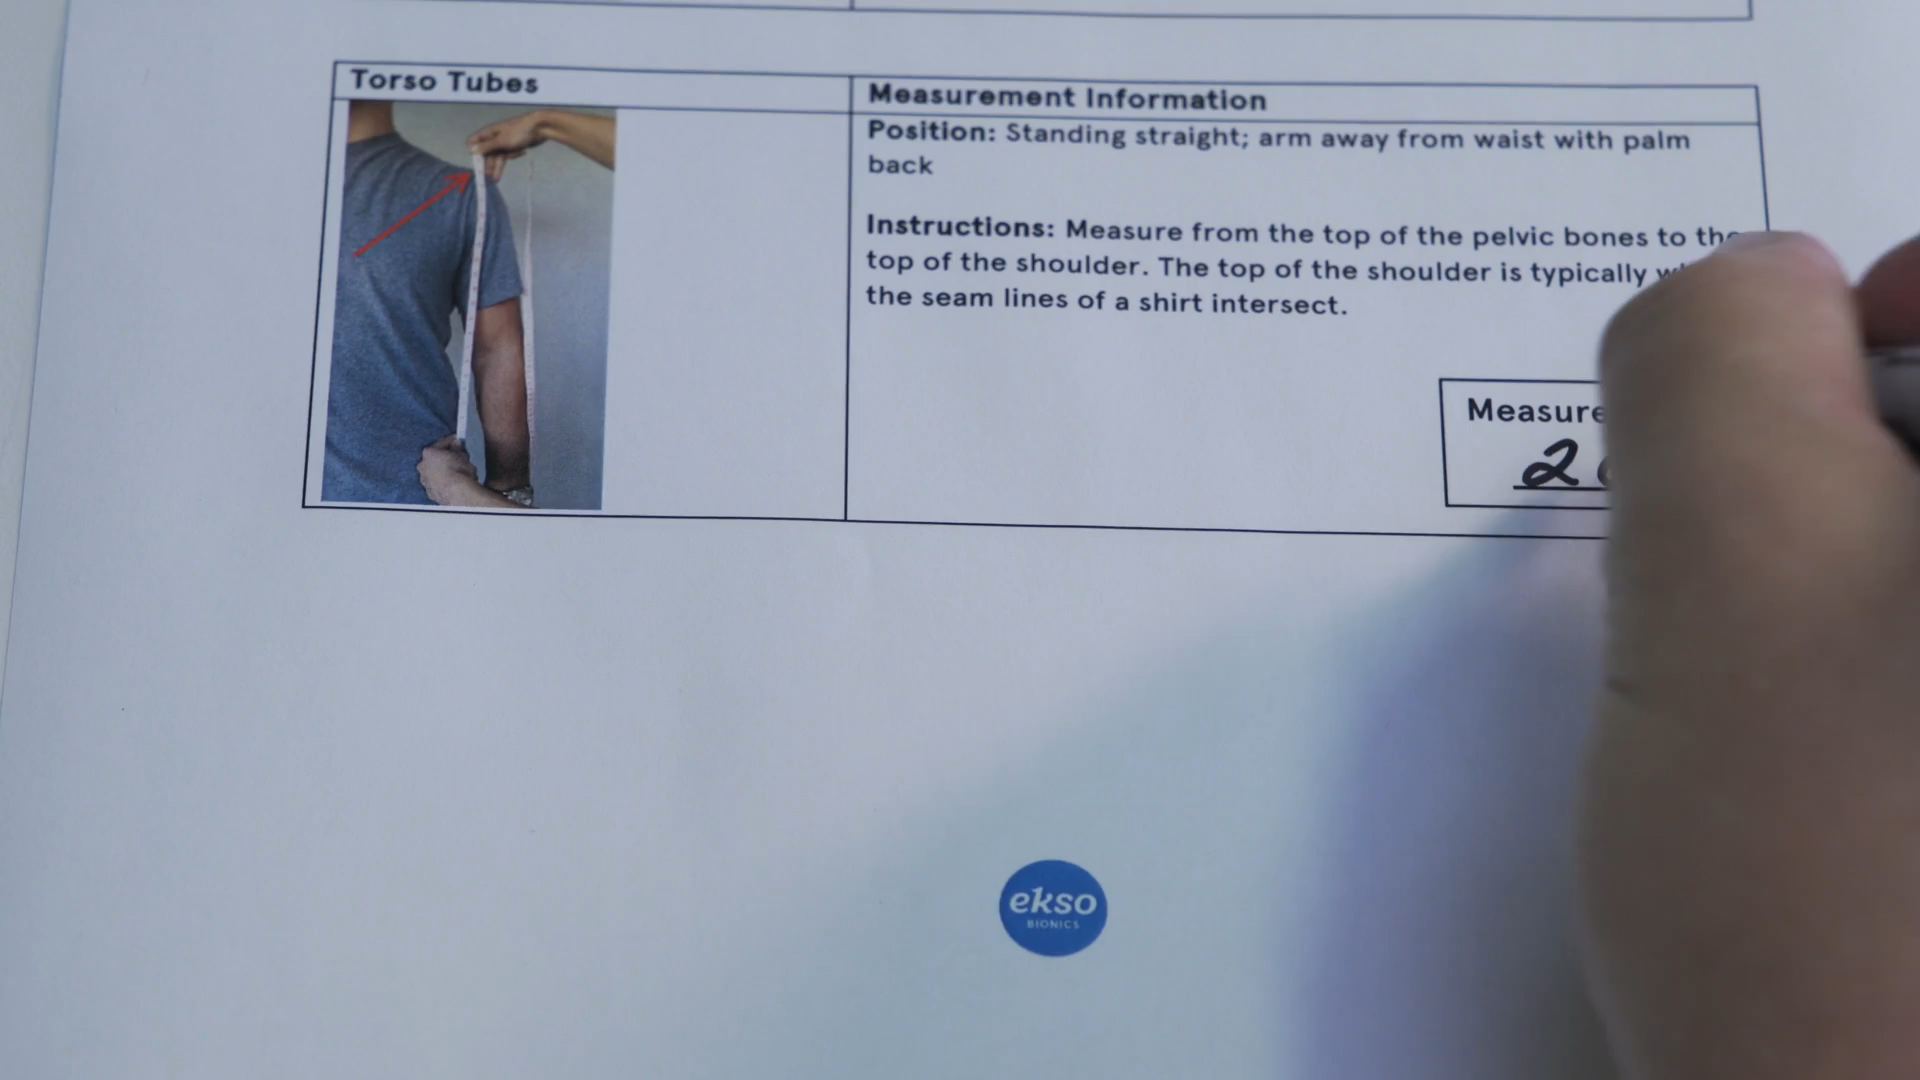 Torso Tubes
Measurement Information
Position: Standing straight; arm away from waist with palm
back
Instructions: Measure from the top of the pelvic bones to the
top of the shoulder. The top of the shoulder is typically
the seam lines of a shirt intersect.
Measure
2
ekso
BIONICS